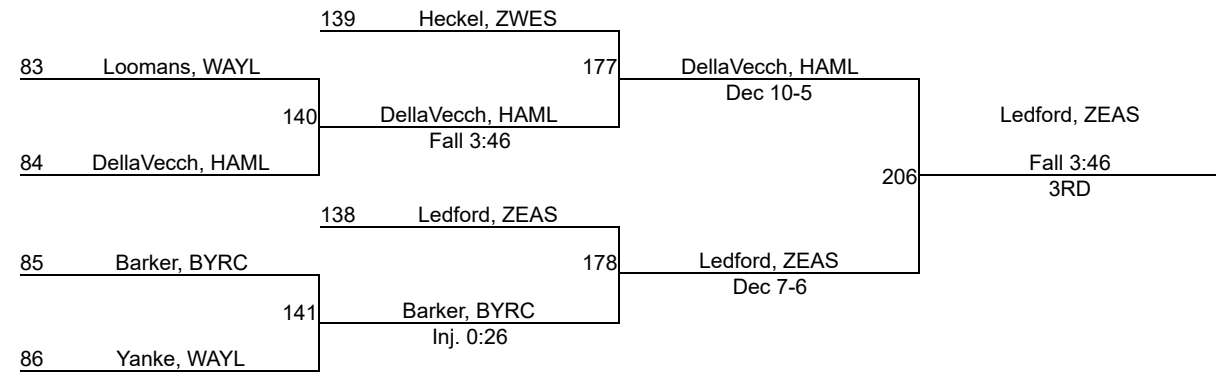 139 Heckel, ZWES
83 Loomans, WAYL
177 DellaVecch, HAML
Dec 10-5
140 DellaVecch, HAML
Fall 3:46
Ledford, ZEAS
84 DellaVecch, HAML
Fall 3:46
206
3RD
138 Ledford, ZEAS
85 Barker, BYRC
178 Ledford, ZEAS
Dec 7-6
141 Barker, BYRC
Inj. 0:26
86 Yanke, WAYL